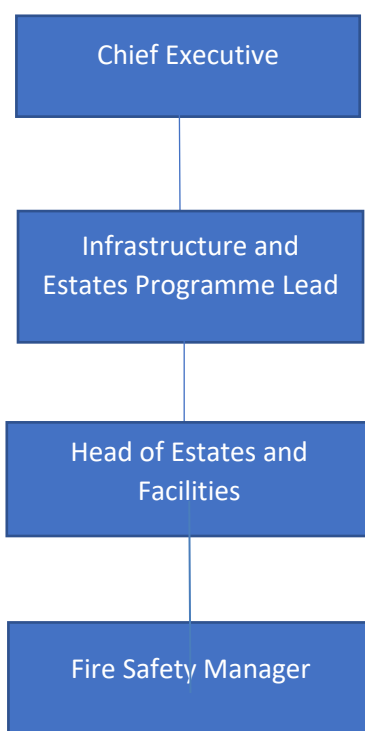 Chief Executive
Infrastructure and
Estates Programme Lead
Head of Estates and
Facilities
Fire Safety Manager